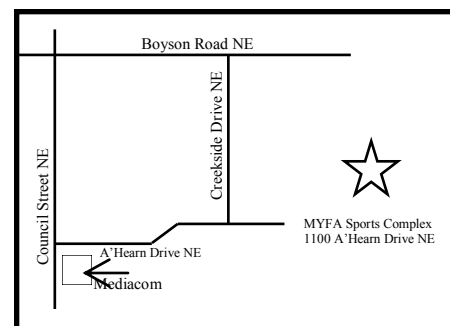 Boyson Road NE
Creekside Drive NE
Council Street NE
MYFA Sports Complex
1100 A'Hearn Drive NE
A'Hearn Drive NE
Mediacom